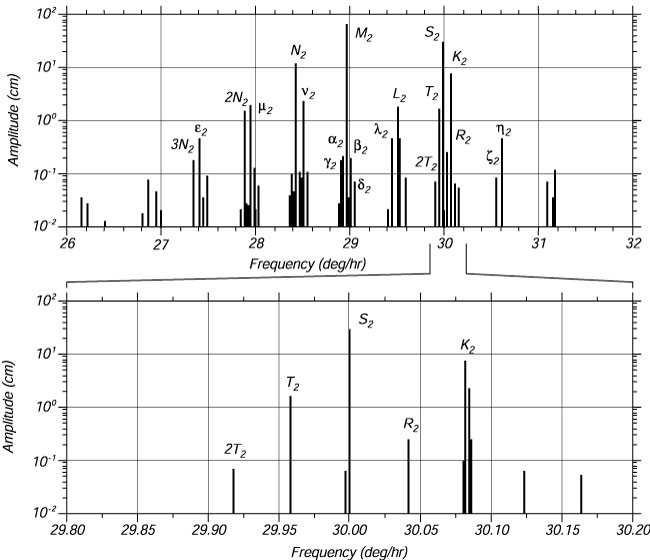 10²
10¹
10⁰
10⁻¹
10⁻²
Amplitude (cm)
3N₂
ε₂
2N₂
μ₂
N₂
ν₂
M₂
α₂
γ₂
β₂
δ₂
λ₂
L₂
S₂
K₂
T₂
R₂
2T₂
ζ₂
η₂
26 27 28 29 30 31 32
Frequency (deg/hr)
10²
10¹
10⁰
10⁻¹
10⁻²
Amplitude (cm)
2T₂
T₂
S₂
R₂
K₂
29.80 29.85 29.90 29.95 30.00 30.05 30.10 30.15 30.20
Frequency (deg/hr)